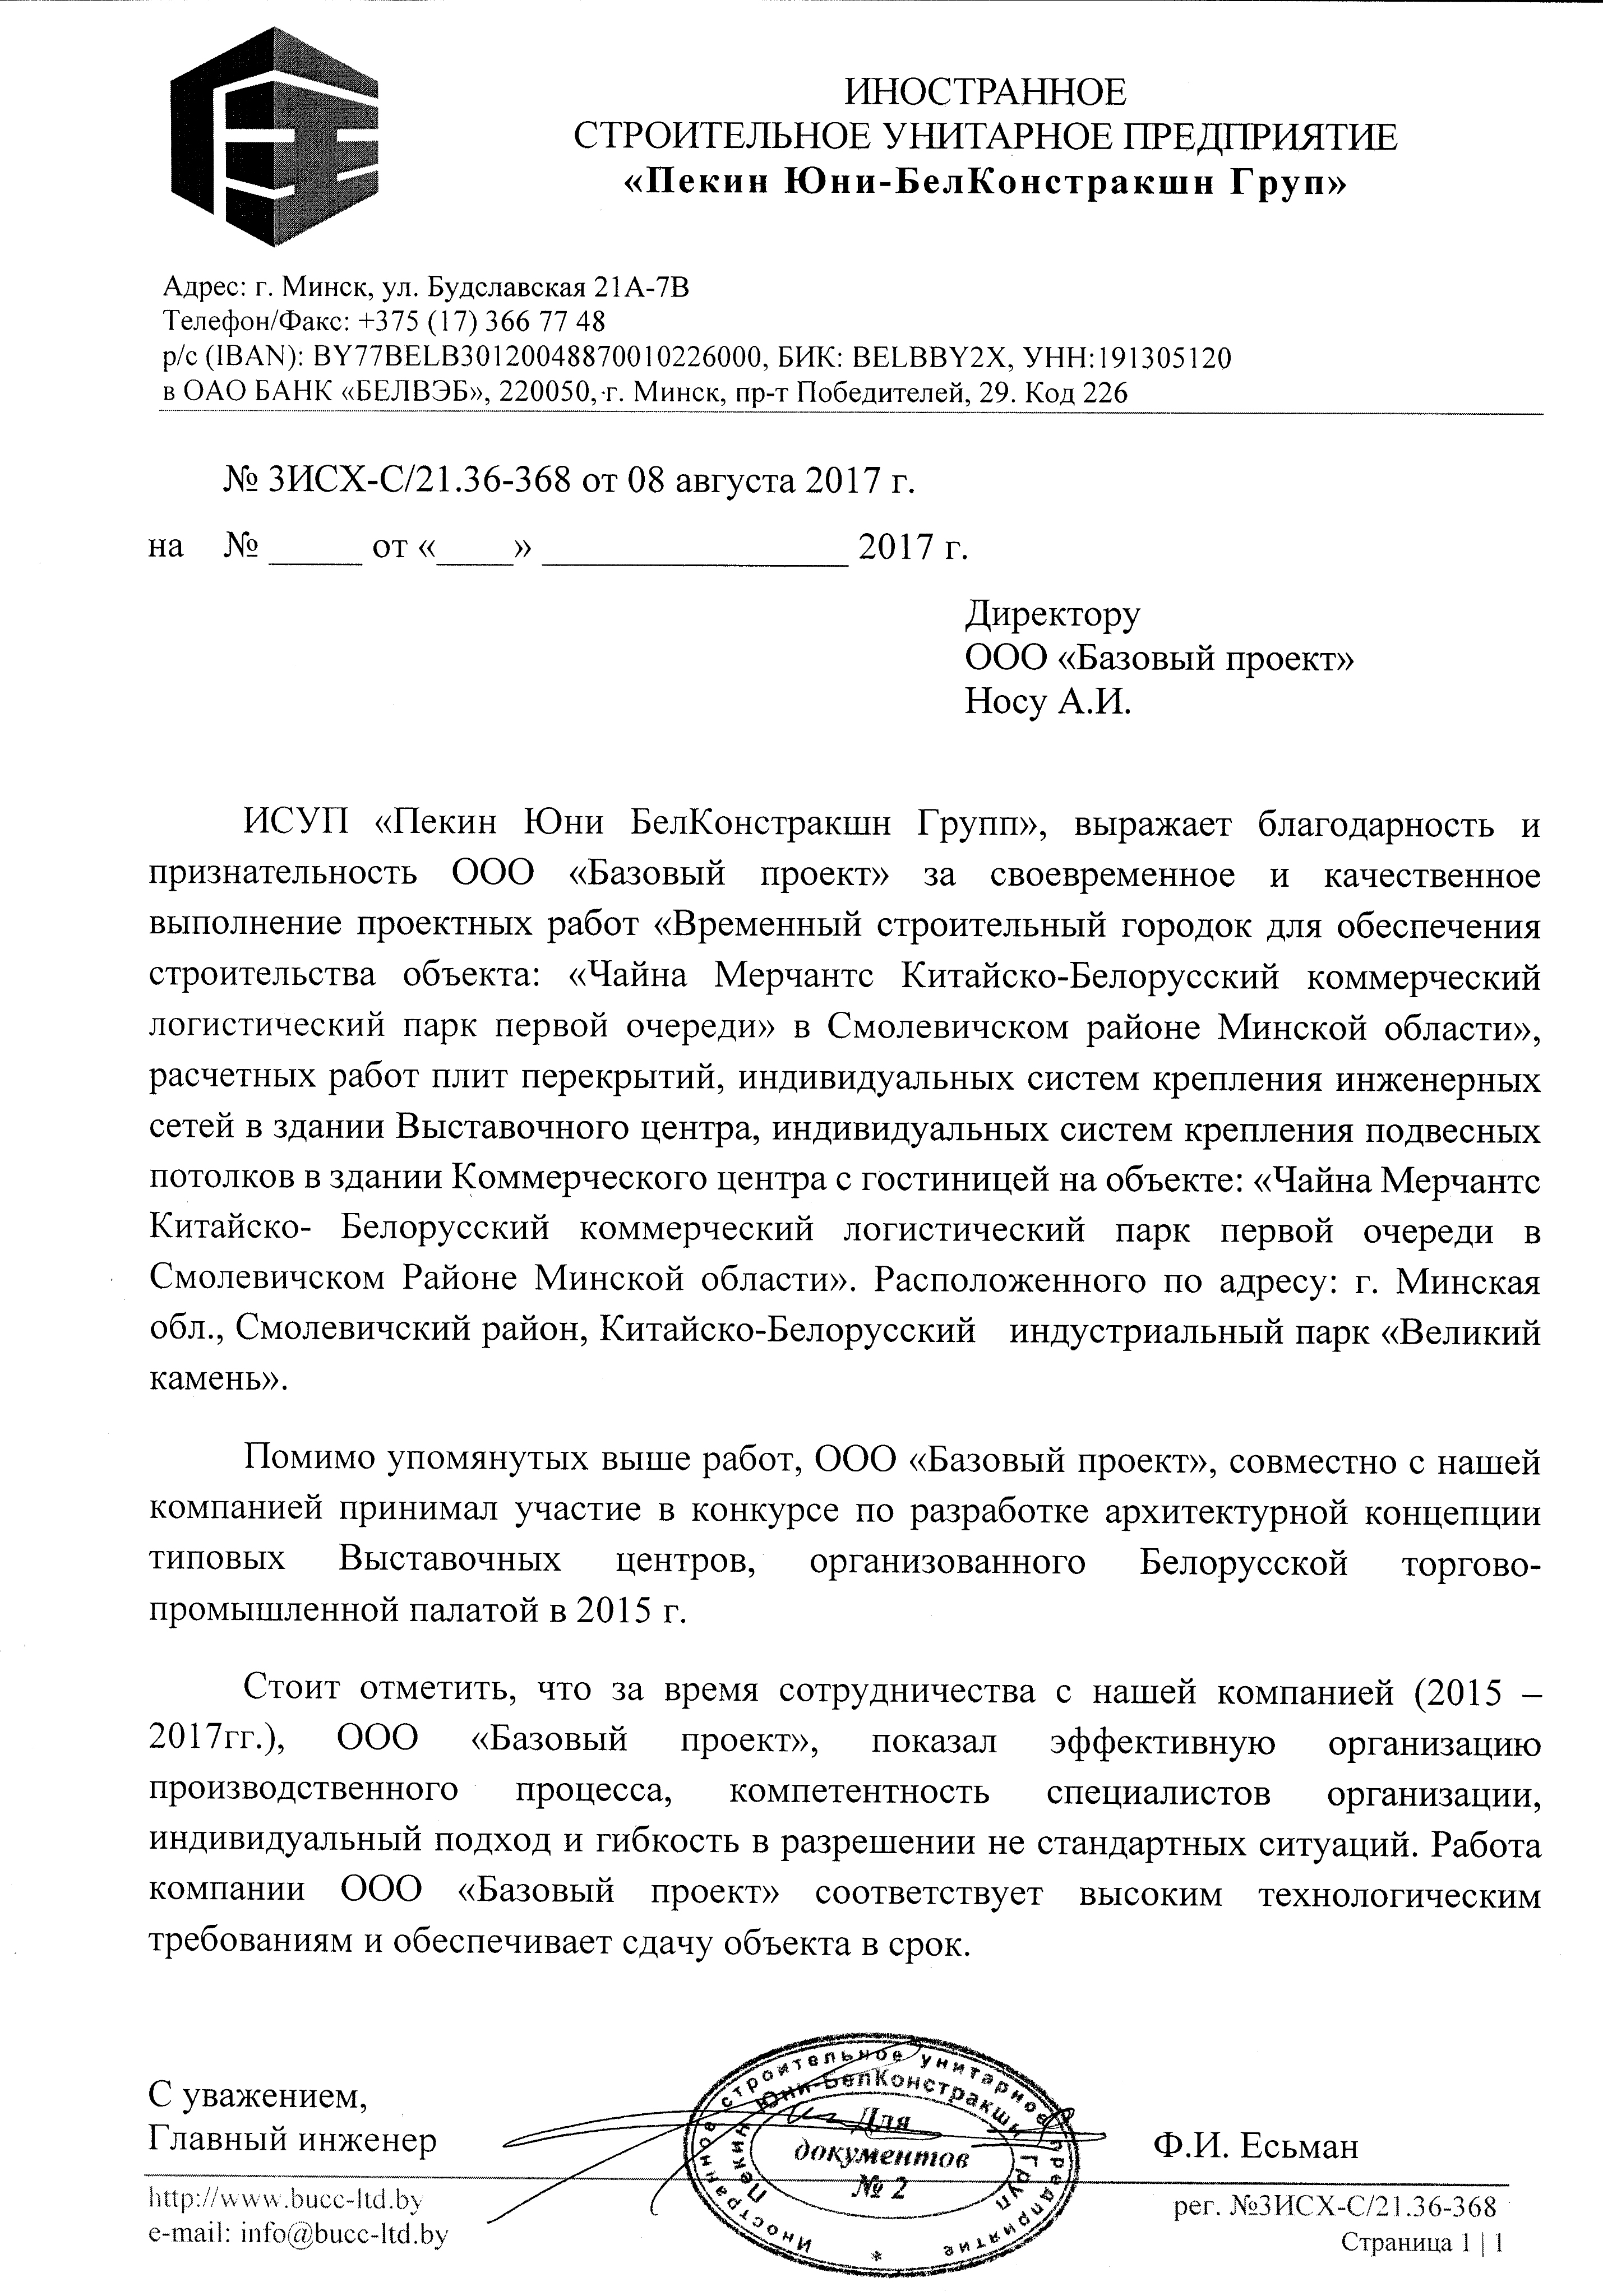 ИНОСТРАННОЕ
СТРОИТЕЛЬНОЕ УНИТАРНОЕ ПРЕДПРИЯТИЕ
«Пекин Юни-БелКонстракшн Груп»
Адрес: г. Минск, ул. Будславская 21А-7В
Телефон/Факс: +375 (17) 366 77 48
р/с (IBAN): BY77BELB30120048870010226000, БИК: BELBBY2X, УНН:191305120
в ОАО БАНК «БЕЛВЭБ», 220050, г. Минск, пр-т Победителей, 29. Код 226
№ 3ИСХ-С/21.36-368 от 08 августа 2017 г.
на № ______ от «_____» ____________________ 2017 г.
Директору
ООО «Базовый проект»
Носу А.И.
ИСУП «Пекин Юни БелКонстракшн Групп», выражает благодарность и
признательность ООО «Базовый проект» за своевременное и качественное
выполнение проектных работ «Временный строительный городок для обеспечения
строительства объекта: «Чайна Мерчантс Китайско-Белорусский коммерческий
логистический парк первой очереди» в Смолевичском районе Минской области»,
расчетных работ плит перекрытий, индивидуальных систем крепления инженерных
сетей в здании Выставочного центра, индивидуальных систем крепления подвесных
потолков в здании Коммерческого центра с гостиницей на объекте: «Чайна Мерчантс
Китайско- Белорусский коммерческий логистический парк первой очереди в
Смолевичском Районе Минской области». Расположенного по адресу: г. Минская
обл., Смолевичский район, Китайско-Белорусский индустриальный парк «Великий
камень».
Помимо упомянутых выше работ, ООО «Базовый проект», совместно с нашей
компанией принимал участие в конкурсе по разработке архитектурной концепции
типовых Выставочных центров, организованного Белорусской торгово-
промышленной палатой в 2015 г.
Стоит отметить, что за время сотрудничества с нашей компанией (2015 –
2017гг.), ООО «Базовый проект», показал эффективную организацию
производственного процесса, компетентность специалистов организации,
индивидуальный подход и гибкость в разрешении не стандартных ситуаций. Работа
компании ООО «Базовый проект» соответствует высоким технологическим
требованиям и обеспечивает сдачу объекта в срок.
С уважением,
Главный инженер
Ф.И. Есьман
Иностранное строительное унитарное предприятие *
Пекин Юни-БелКонстракшн Груп
Для
документов
№ 2
http://www.bucc-ltd.by
e-mail: info@bucc-ltd.by
рег. №3ИСХ-С/21.36-368
Страница 1 | 1